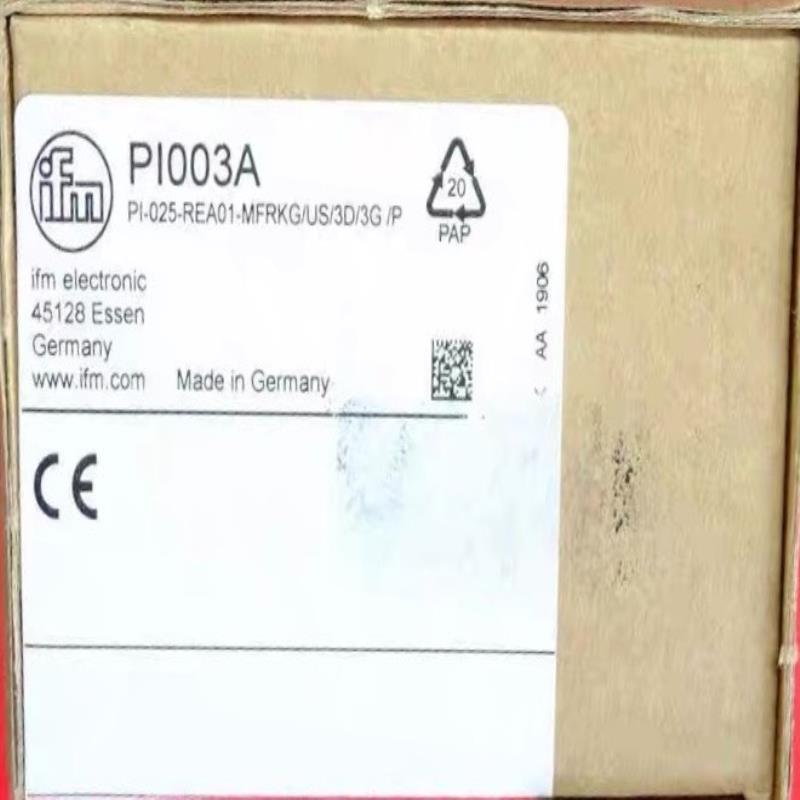 ifm
PI003A
PI-025-REA01-MFRKG/US/3D/3G /P
20
PAP
ifm electronic
45128 Essen
Germany
www.ifm.com Made in Germany
AA 1906
CE